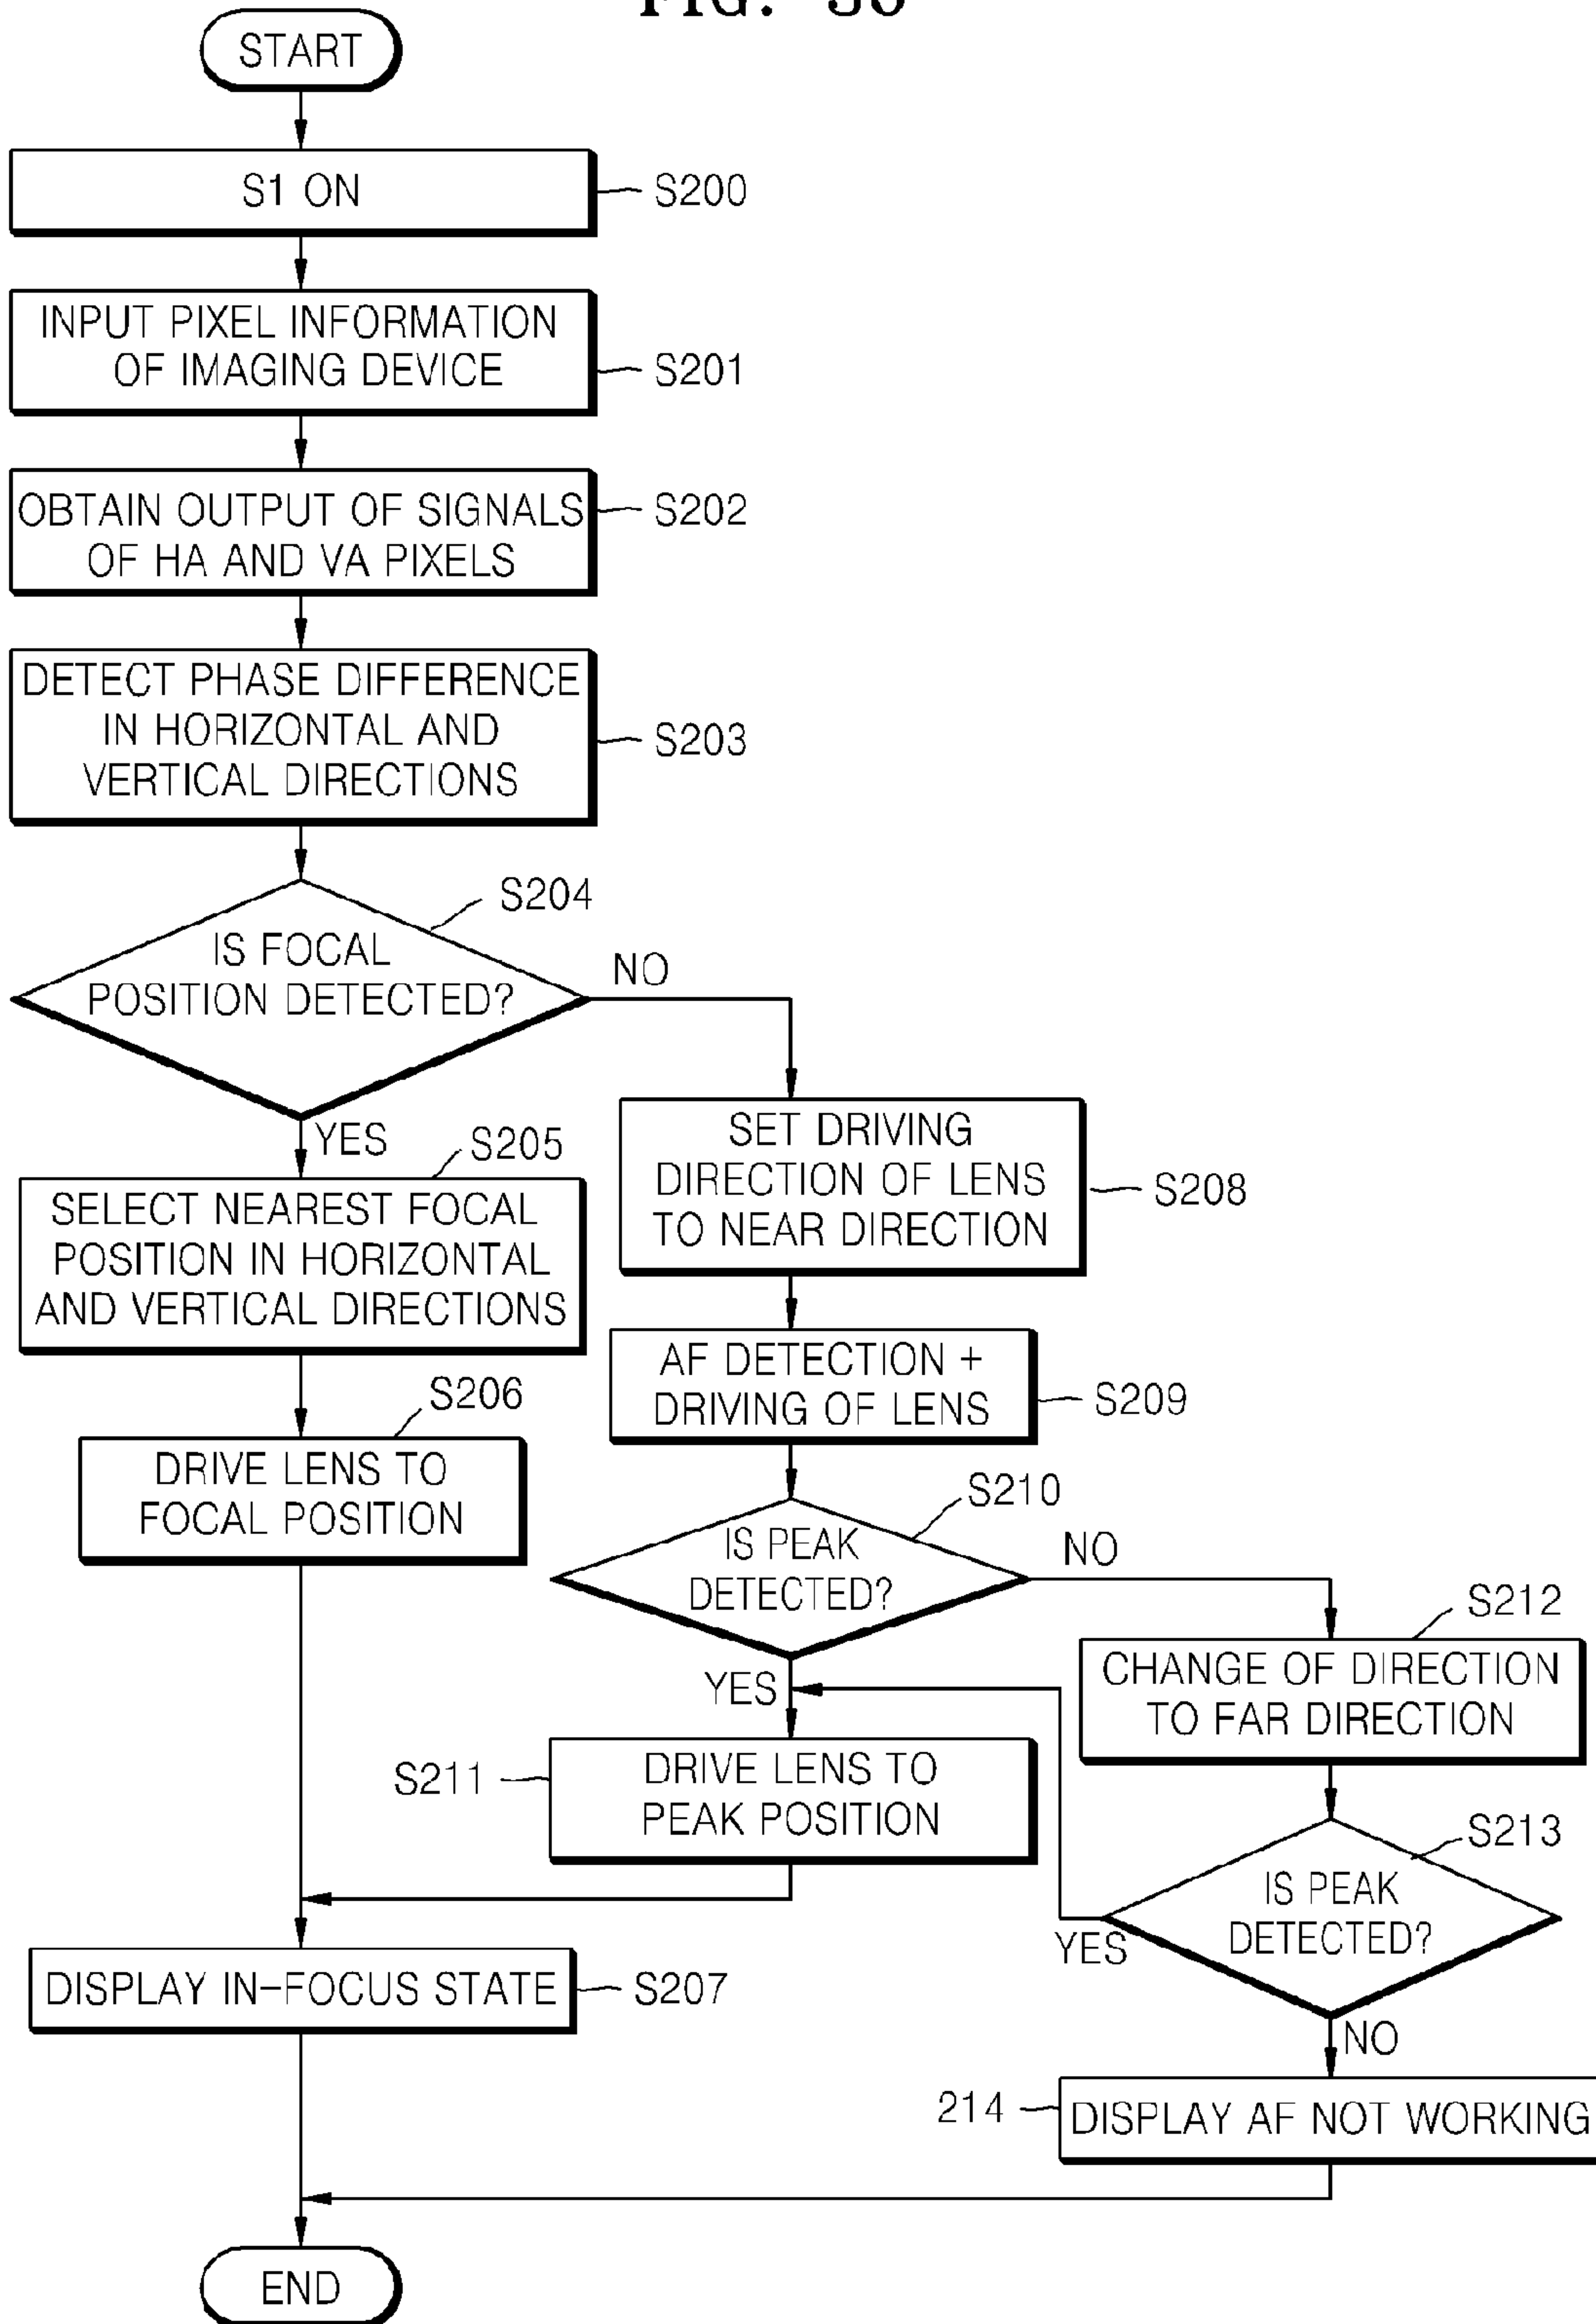 START
S1 ON
S200
INPUT PIXEL INFORMATION
OF IMAGING DEVICE
S201
OBTAIN OUTPUT OF SIGNALS
OF HA AND VA PIXELS
S202
DETECT PHASE DIFFERENCE
IN HORIZONTAL AND
VERTICAL DIRECTIONS
S203
S204
IS FOCAL
POSITION DETECTED?
NO
YES
S205
SELECT NEAREST FOCAL
POSITION IN HORIZONTAL
AND VERTICAL DIRECTIONS
S206
DRIVE LENS TO
FOCAL POSITION
SET DRIVING
DIRECTION OF LENS
TO NEAR DIRECTION
S208
AF DETECTION +
DRIVING OF LENS
S209
S210
IS PEAK
DETECTED?
NO
YES
S211
DRIVE LENS TO
PEAK POSITION
S212
CHANGE OF DIRECTION
TO FAR DIRECTION
S213
IS PEAK
DETECTED?
YES
NO
DISPLAY IN-FOCUS STATE
S207
214
DISPLAY AF NOT WORKING
END